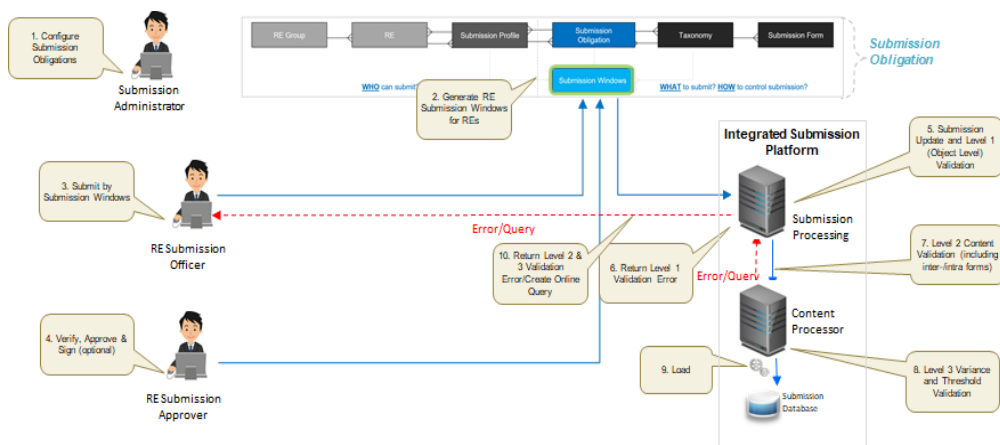 1. Configure
Submission
Obligations
Submission
Administrator
RE Group
RE
Submission Profile
Submission
Obligation
Taxonomy
Submission Form
Submission
Obligation
Submission Windows
WHO can submit?
WHAT to submit? HOW to control submission?
2. Generate RE
Submission Windows
for REs
Integrated Submission
Platform
5. Submission
Update and Level 1
(Object Level)
Validation
3. Submit by
Submission Windows
RE Submission
Officer
Error/Query
Submission
Processing
10. Return Level 2 &
3 Validation
Error/Create Online
Query
6. Return Level 1
Validation Error
Error/Query
7. Level 2 Content
Validation (including
inter-/intra forms)
Content
Processor
4. Verify, Approve &
Sign (optional)
RE Submission
Approver
9. Load
8. Level 3 Variance
and Threshold
Validation
Submission
Database